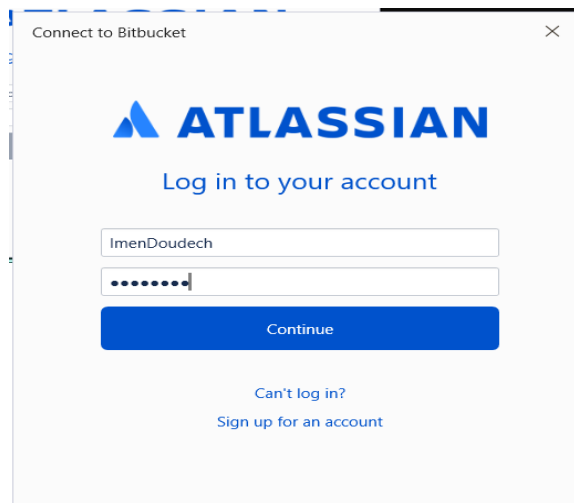 Connect to Bitbucket
ATLASSIAN
Log in to your account
ImenDoudech
••••••••
Continue
Can't log in?
Sign up for an account